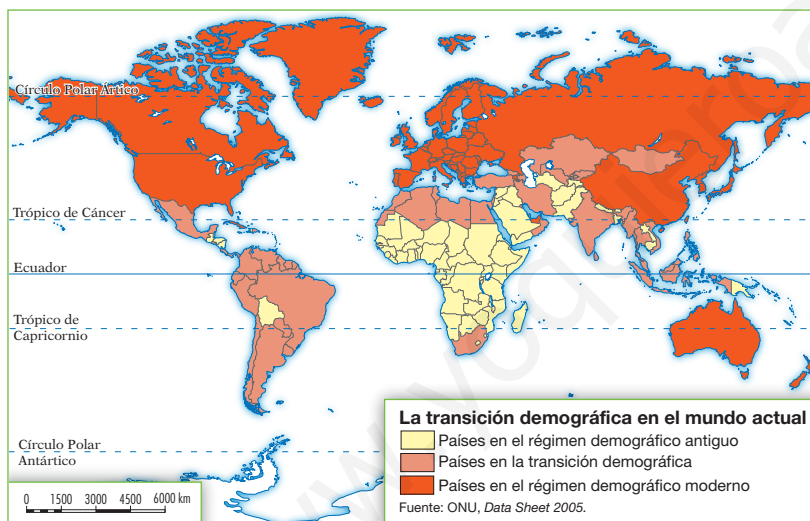 Círculo Polar Ártico
Trópico de Cáncer
Ecuador
Trópico de
Capricornio
Círculo Polar
Antártico
0 1500 3000 4500 6000 km
La transición demográfica en el mundo actual
Países en el régimen demográfico antiguo
Países en la transición demográfica
Países en el régimen demográfico moderno
Fuente: ONU, Data Sheet 2005.